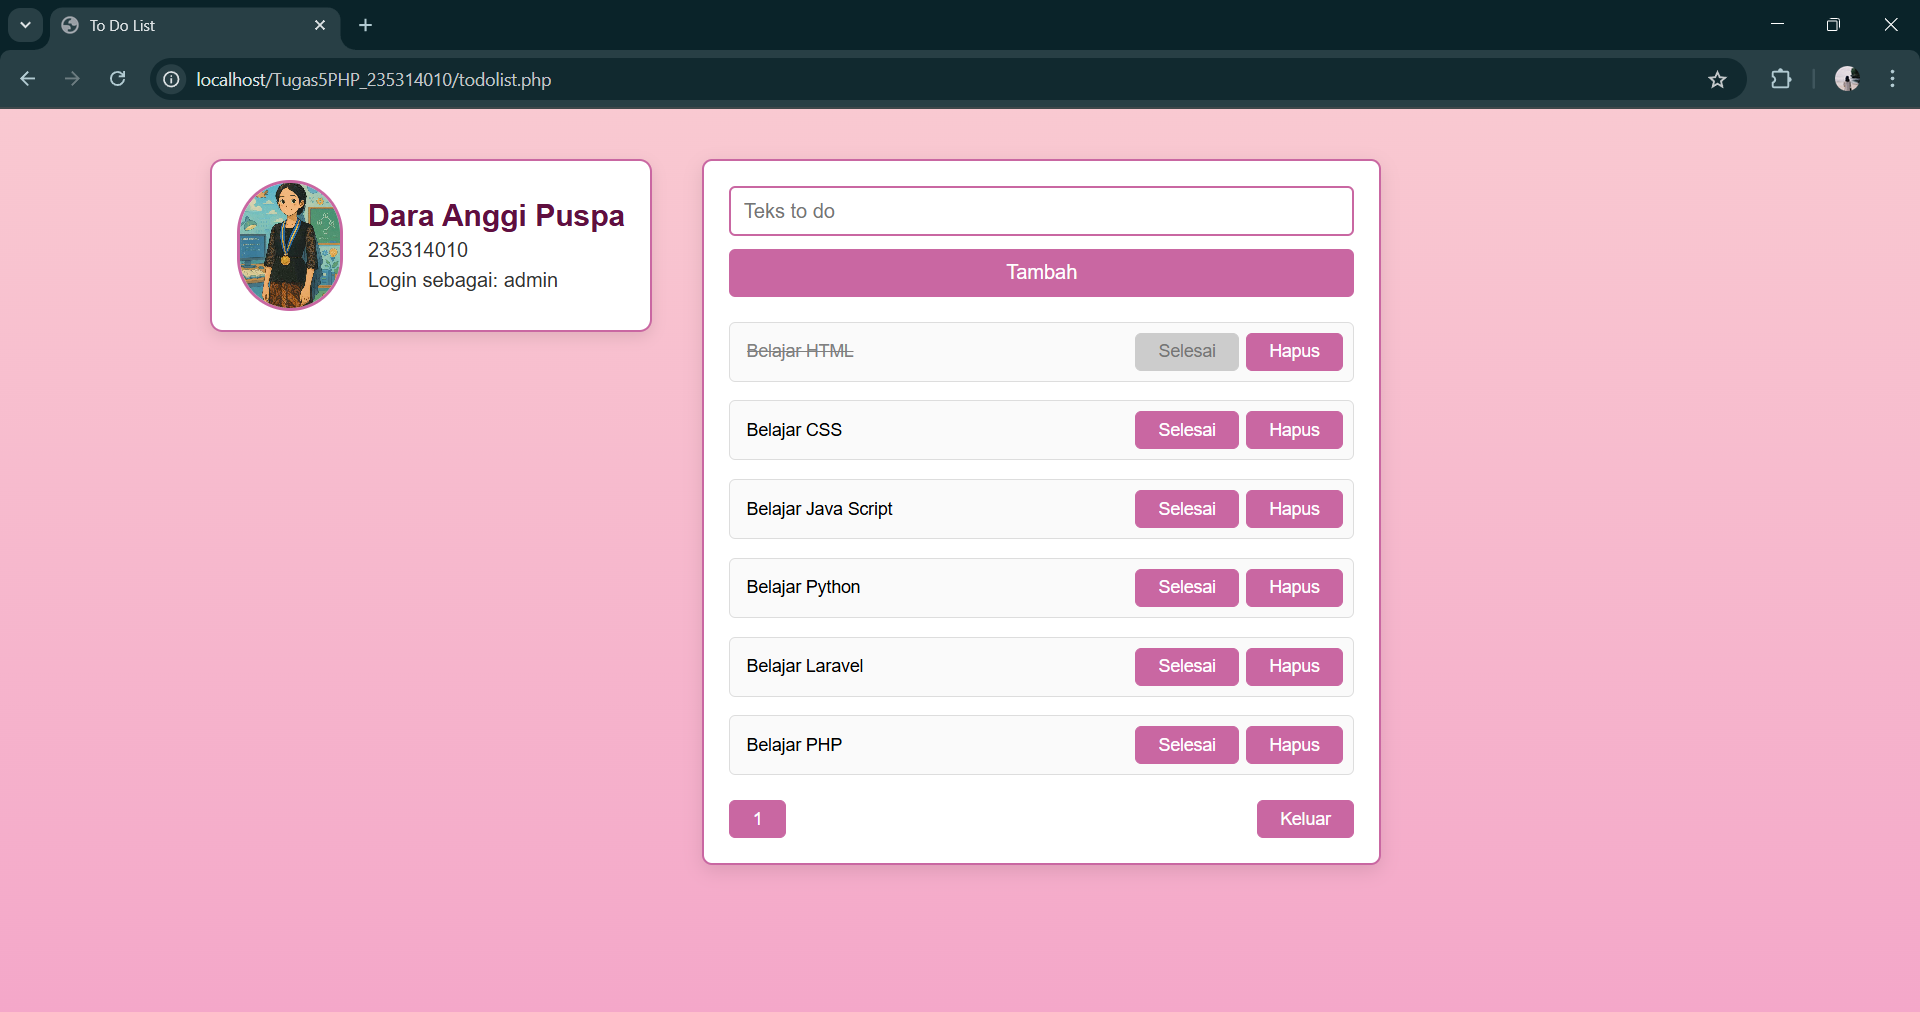 To Do List
localhost/Tugas5PHP_235314010/todolist.php
Dara Anggi Puspa
235314010
Login sebagai: admin
Teks to do
Tambah
Belajar HTML Selesai Hapus
Belajar CSS Selesai Hapus
Belajar Java Script Selesai Hapus
Belajar Python Selesai Hapus
Belajar Laravel Selesai Hapus
Belajar PHP Selesai Hapus
1 Keluar